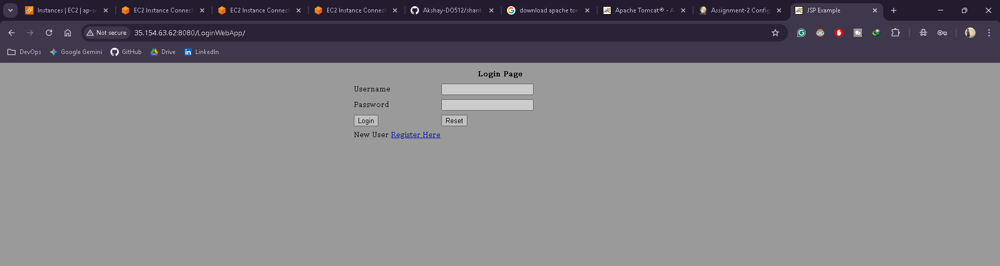 Instances | EC2 | ap-so
EC2 Instance Connect
EC2 Instance Connect
EC2 Instance Connect
Akshay-DO512/shant
download apache tom
Apache Tomcat® - A
Assignment-2 Config
JSP Example
Not secure
35.154.63.62:8080/LoginWebApp/
DevOps
Google Gemini
GitHub
Drive
LinkedIn
Login Page
Username
Password
Login
Reset
New User Register Here